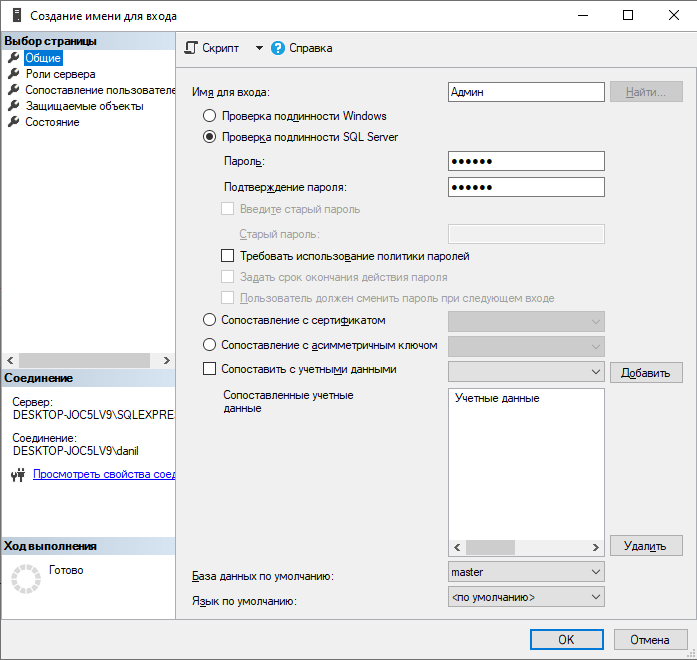 Создание имени для входа
Выбор страницы
Общие
Роли сервера
Сопоставление пользователе
Защищаемые объекты
Состояние
Соединение
Сервер:
DESKTOP-JOC5LV9\SQLEXPRE
Соединение:
DESKTOP-JOC5LV9\danil
Просмотреть свойства соед
Ход выполнения
Готово
Скрипт
Справка
Имя для входа:
Админ
Найти...
Проверка подлинности Windows
Проверка подлинности SQL Server
Пароль:
••••••
Подтверждение пароля:
••••••
Введите старый пароль
Старый пароль:
Требовать использование политики паролей
Задать срок окончания действия пароля
Пользователь должен сменить пароль при следующем входе
Сопоставление с сертификатом
Сопоставление с асимметричным ключом
Сопоставить с учетными данными
Добавить
Сопоставленные учетные
данные
Учетные данные
Удалить
База данных по умолчанию:
master
Язык по умолчанию:
<по умолчанию>
OK
Отмена